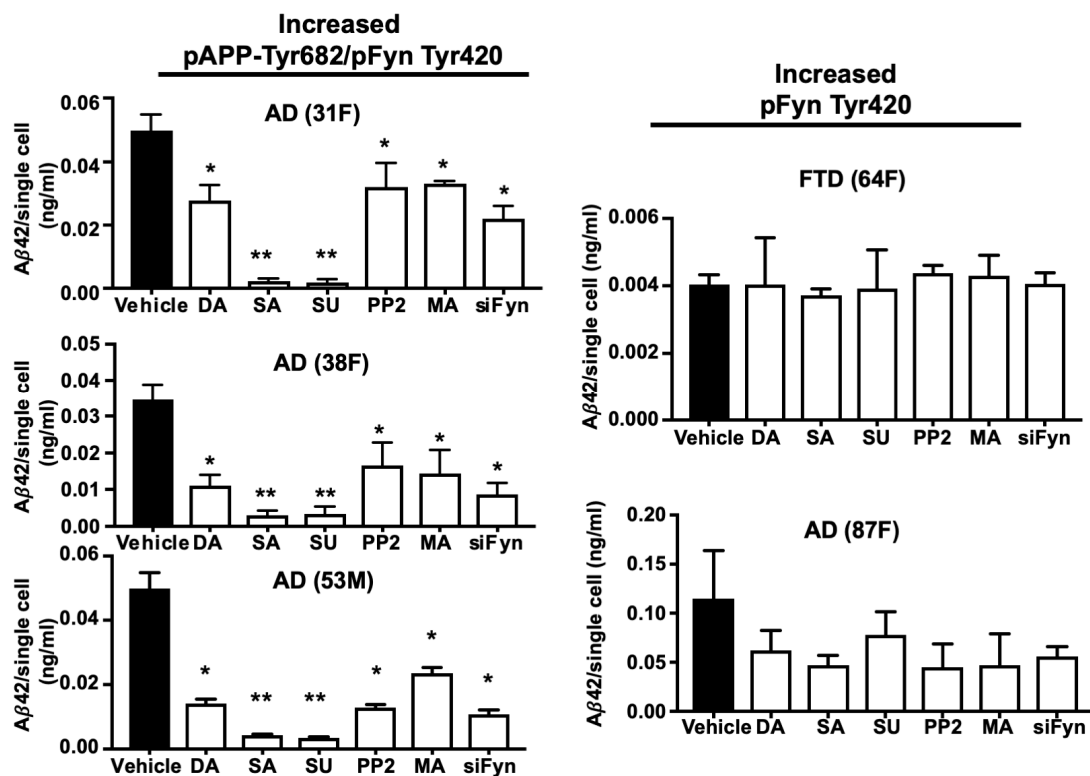 Increased
pAPP-Tyr682/pFyn Tyr420
AD (31F)
Aβ42/single cell
(ng/ml)
0.06
0.04
0.02
0.00
*
**
**
*
*
*
Vehicle DA SA SU PP2 MA siFyn
AD (38F)
Aβ42/single cell
(ng/ml)
0.05
0.04
0.03
0.02
0.01
0.00
*
**
**
*
*
*
Vehicle DA SA SU PP2 MA siFyn
AD (53M)
Aβ42/single cell
(ng/ml)
0.06
0.04
0.02
0.00
*
**
**
*
*
*
Vehicle DA SA SU PP2 MA siFyn
Increased
pFyn Tyr420
FTD (64F)
Aβ42/single cell (ng/ml)
0.006
0.004
0.002
0.000
Vehicle DA SA SU PP2 MA siFyn
AD (87F)
Aβ42/single cell (ng/ml)
0.20
0.15
0.10
0.05
0.00
Vehicle DA SA SU PP2 MA siFyn